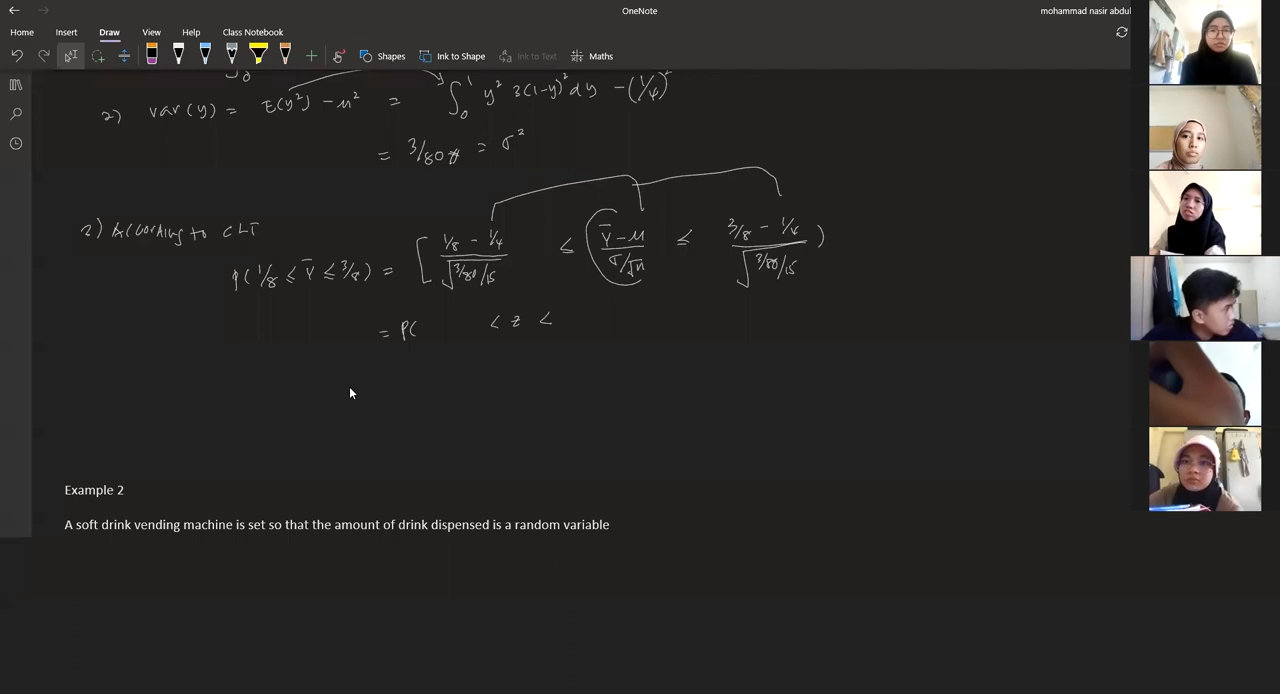 OneNote
mohammad nasir abdul
Home Insert Draw View Help Class Notebook
Shapes Ink to Shape Ink to Text Maths
2) var(y) = E(y²) - μ² = ∫₀¹ y² 3(1-y)² dy - (1/4)²
= 3/80 = σ²
2) According to CLT
P(1/8 ≤ Ȳ ≤ 3/8) = [ (1/8 - 1/4)/√(3/80/15) ≤ (Ȳ - μ)/(σ/√n) ≤ (3/8 - 1/4)/√(3/80/15) )
= P( < z <
Example 2
A soft drink vending machine is set so that the amount of drink dispensed is a random variable